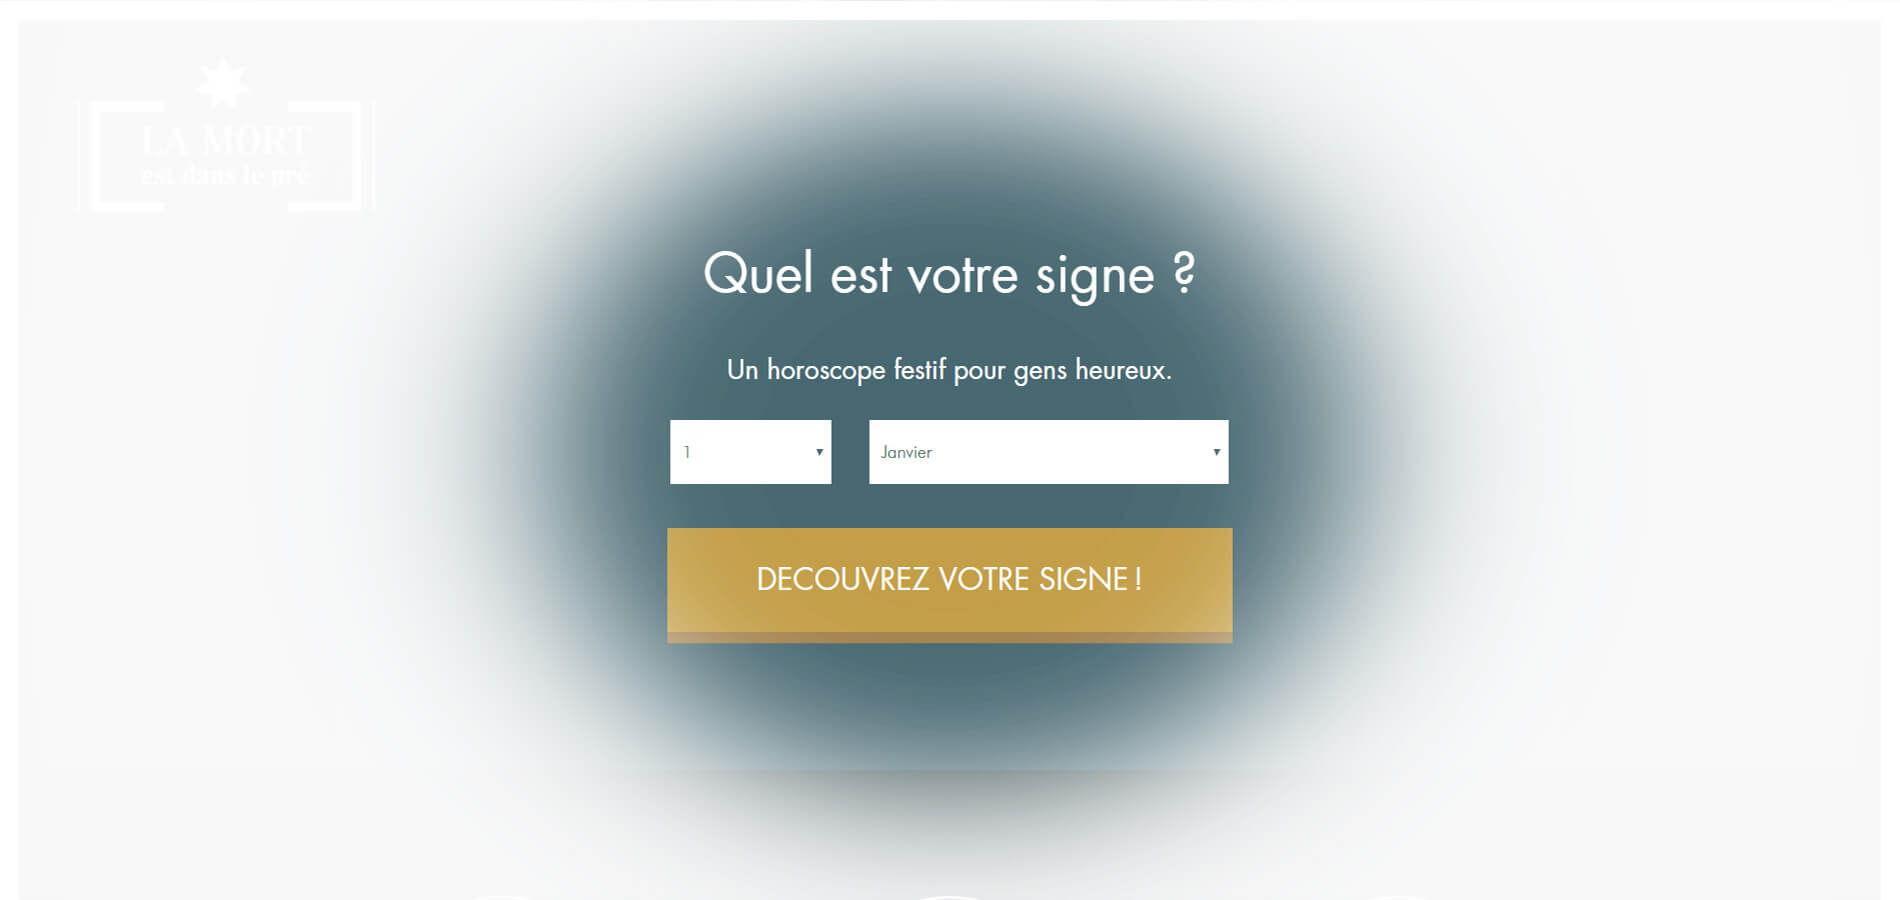 LA MORT
est dans le pré
Quel est votre signe ?
Un horoscope festif pour gens heureux.
1
Janvier
DECOUVREZ VOTRE SIGNE !